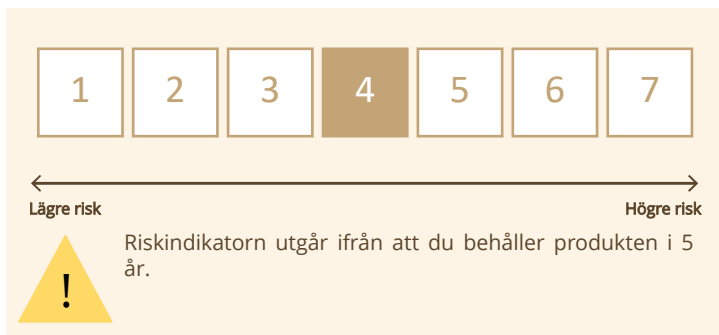 1 2 3 4 5 6 7
Lägre risk Högre risk
Riskindikatorn utgår ifrån att du behåller produkten i 5
år.
!